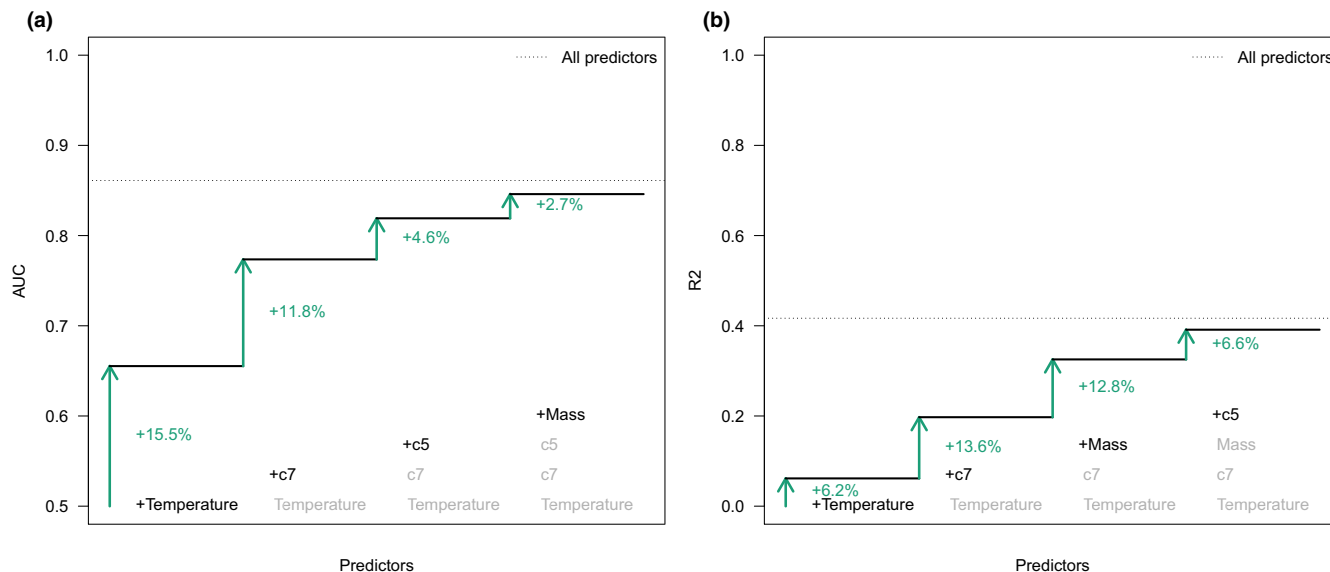 (a)
All predictors
AUC
1.0
0.9
0.8
0.7
0.6
0.5
+15.5%
+11.8%
+4.6%
+2.7%
+Mass
+c5 c5
+c7 c7 c7
+Temperature Temperature Temperature Temperature
Predictors
(b)
All predictors
R2
1.0
0.8
0.6
0.4
0.2
0.0
+6.2%
+13.6%
+12.8%
+6.6%
+c5
+Mass Mass
+c7 c7 c7
+Temperature Temperature Temperature Temperature
Predictors